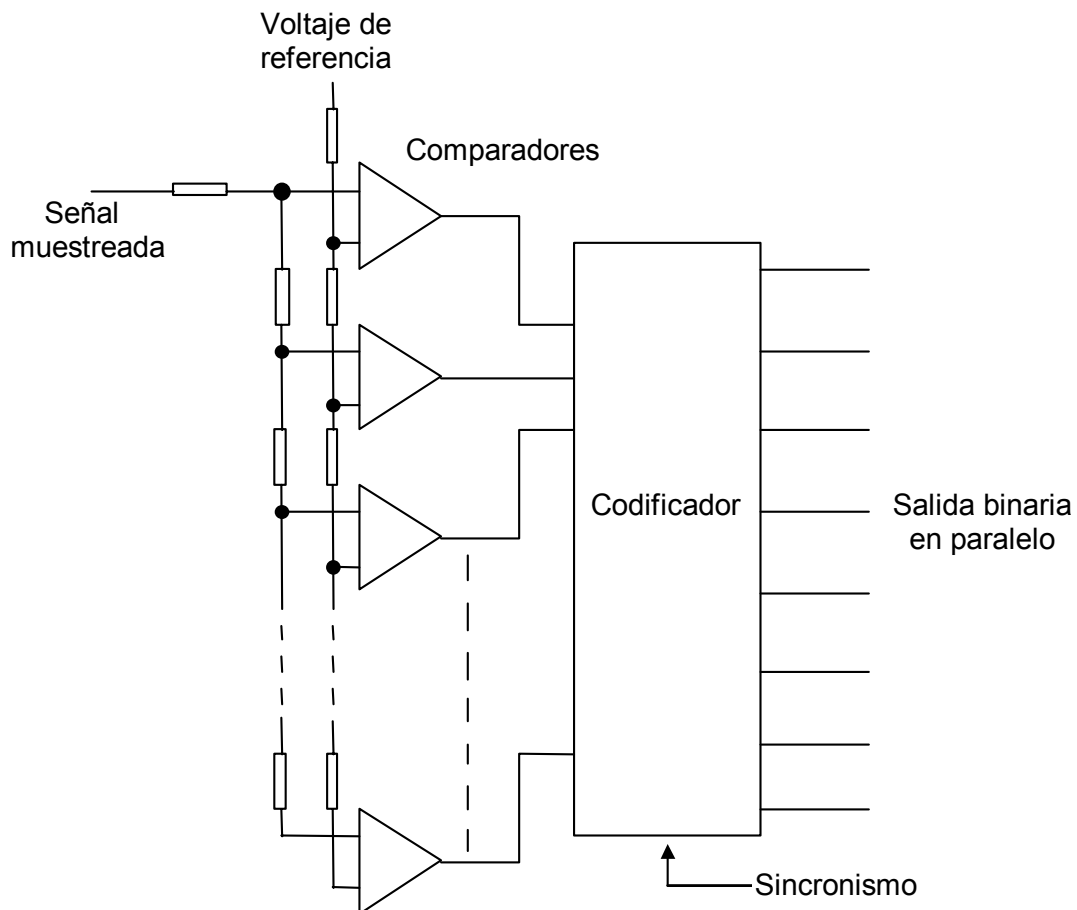 Voltaje de
referencia
Comparadores
Señal
muestreada
Codificador
Salida binaria
en paralelo
Sincronismo